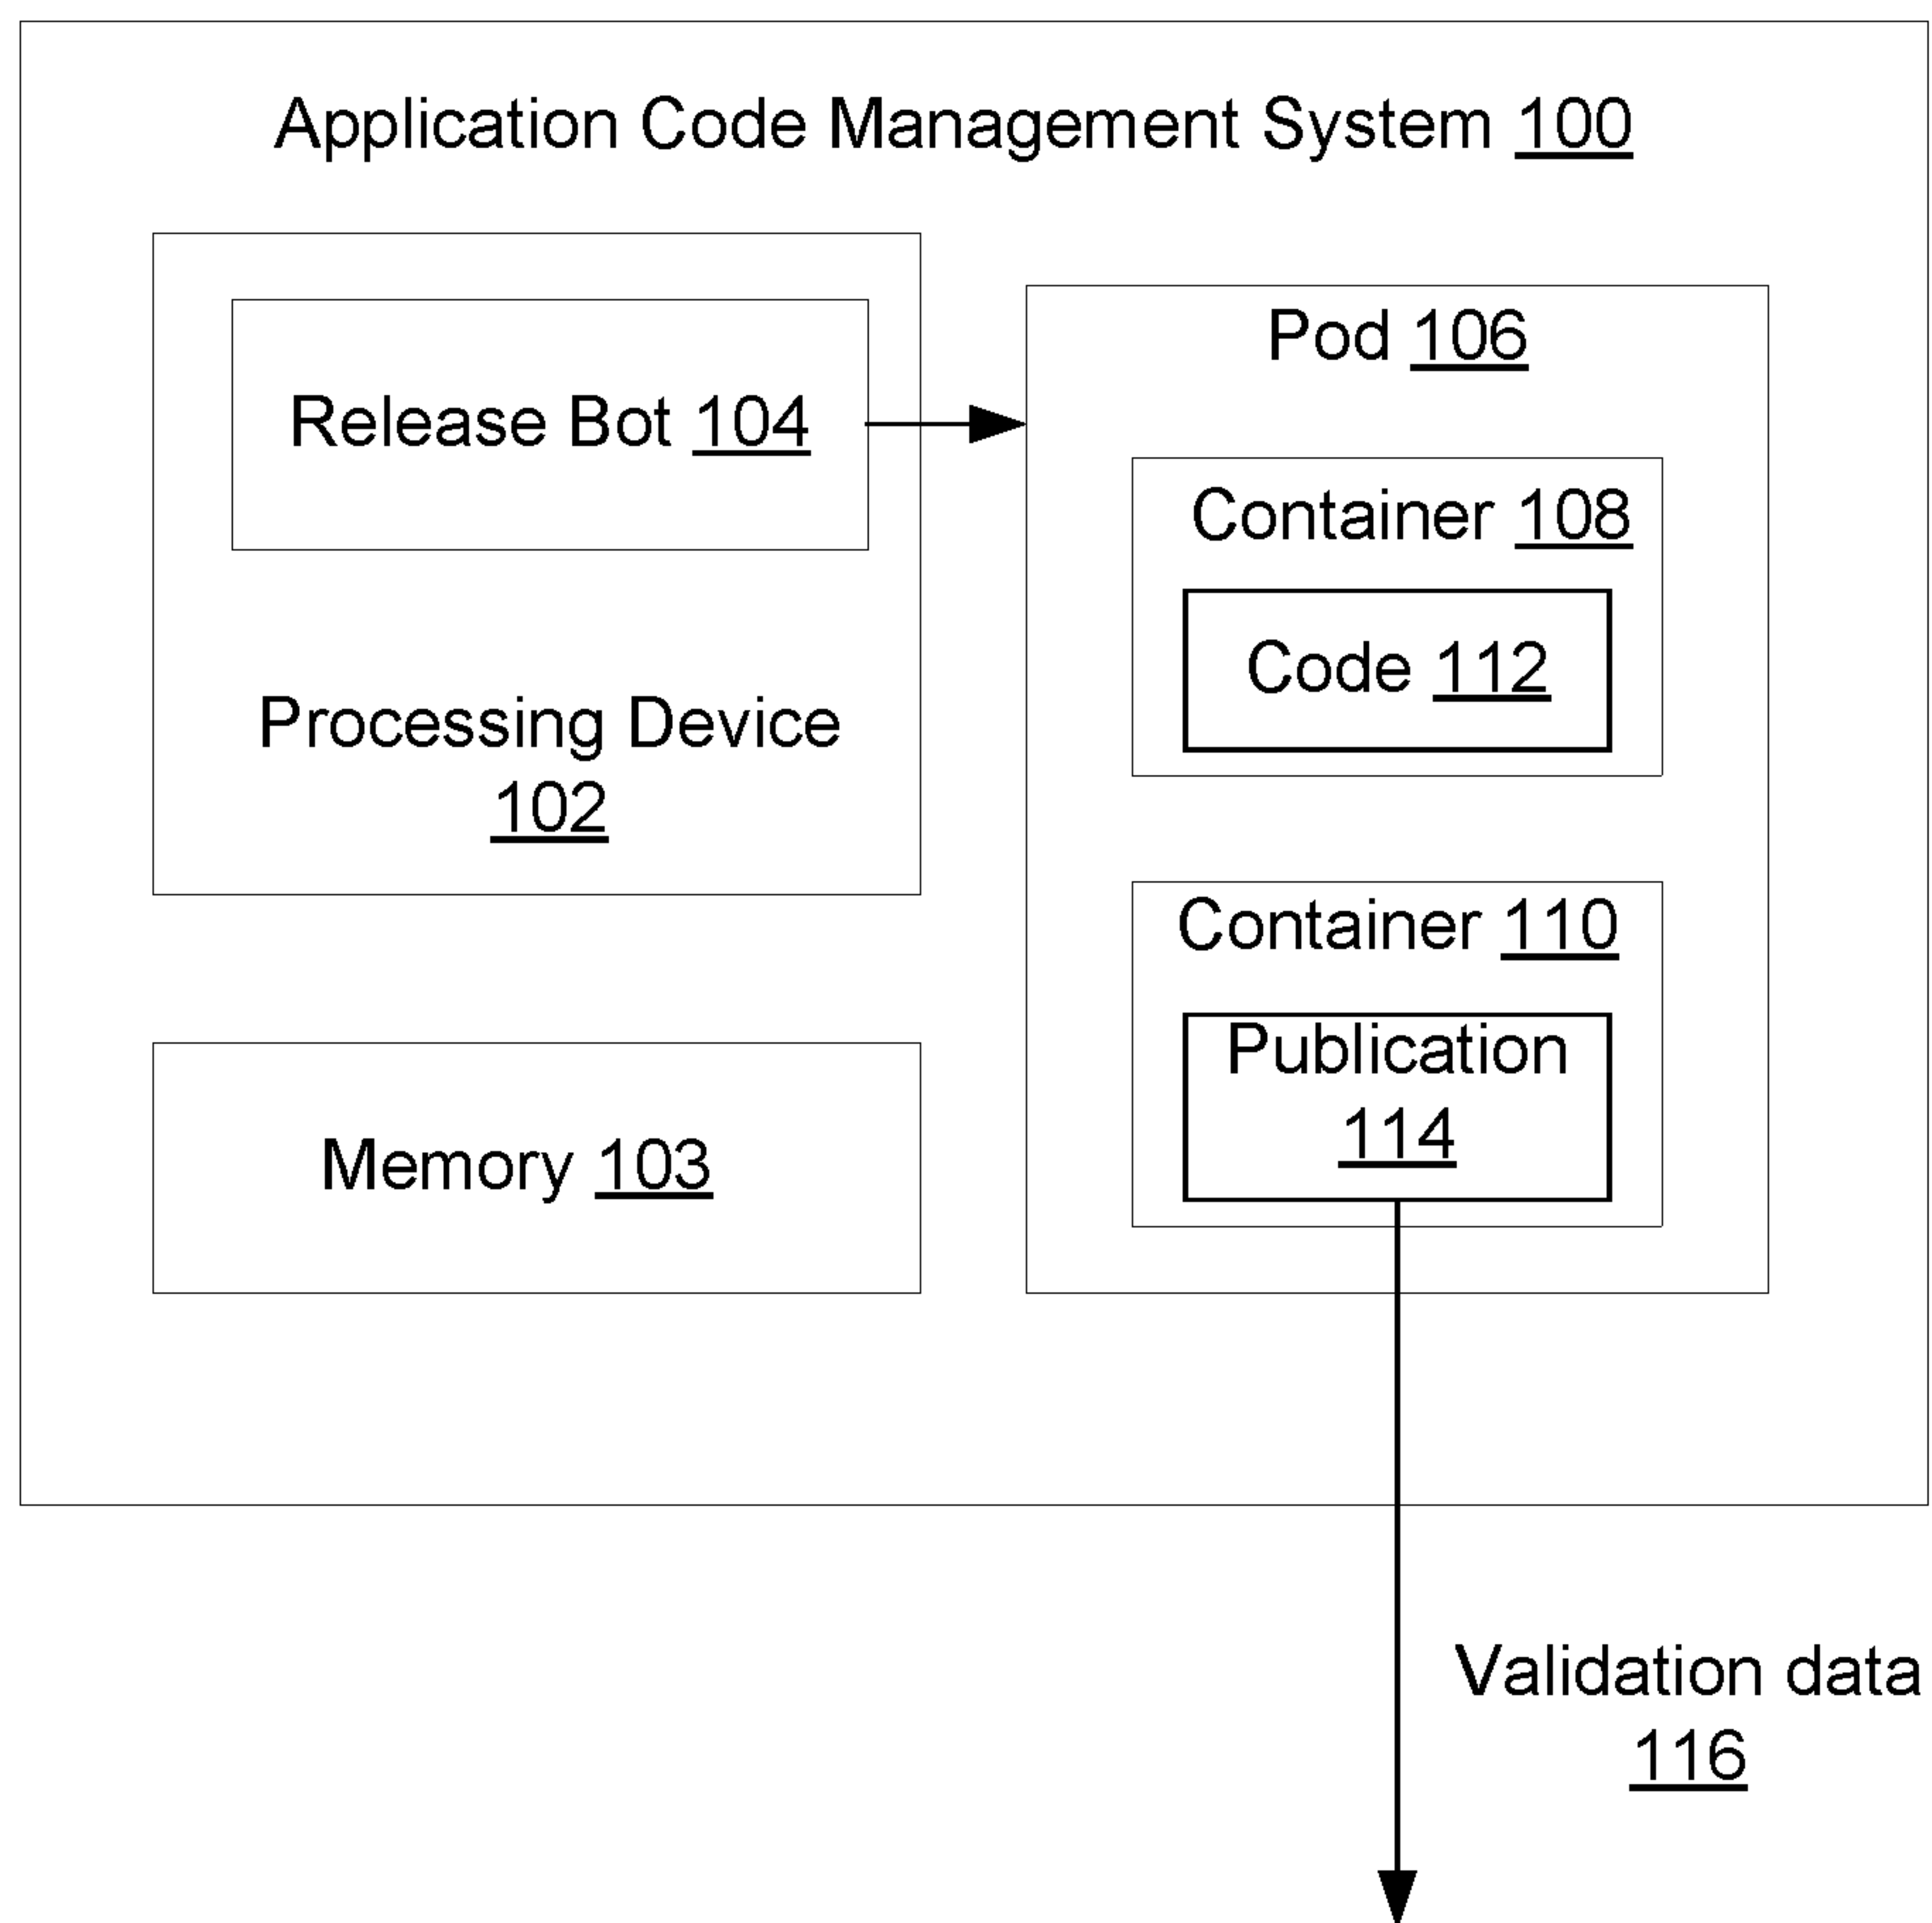 Application Code Management System 100
Release Bot 104
Processing Device
102
Memory 103
Pod 106
Container 108
Code 112
Container 110
Publication
114
Validation data
116